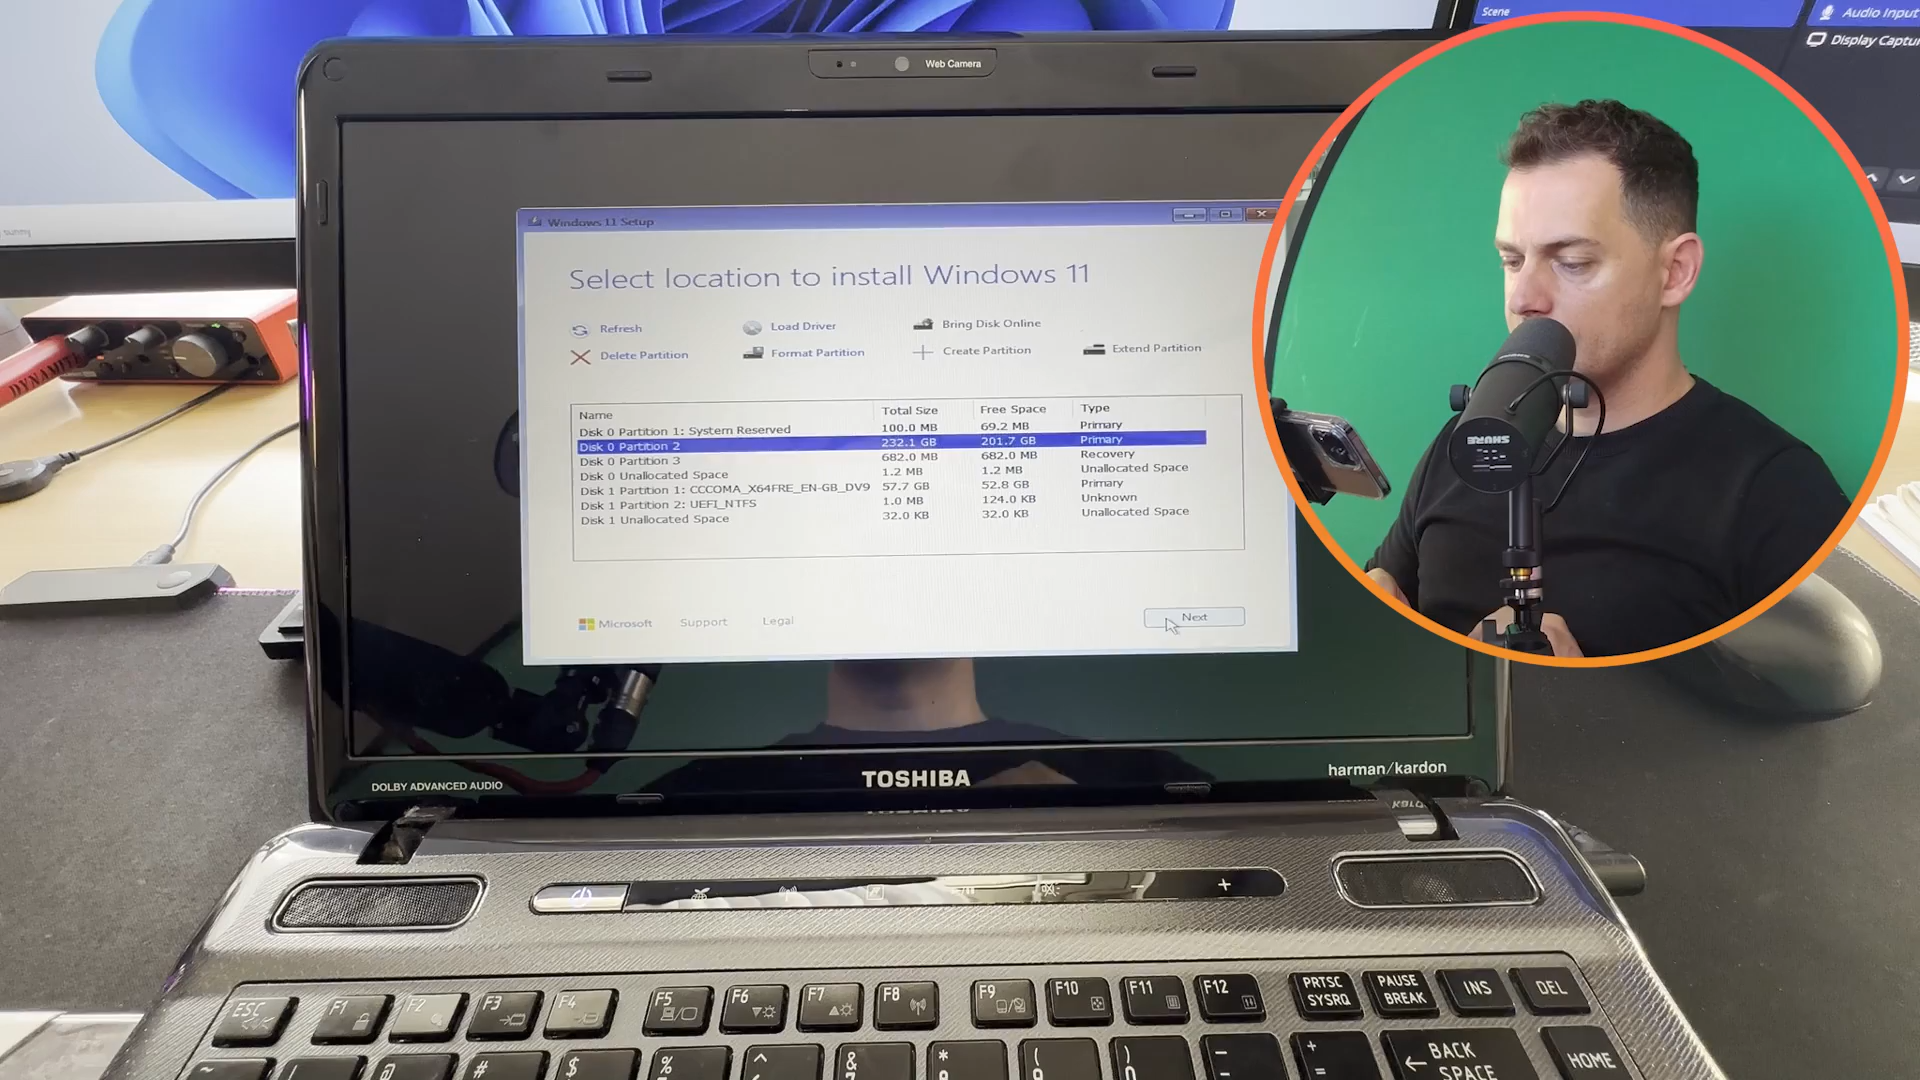 Scene
Audio Input
Display Captu
Web Camera
Windows 11 Setup
Select location to install Windows 11
Refresh
Load Driver
Bring Disk Online
Delete Partition
Format Partition
Create Partition
Extend Partition
Name Total Size Free Space Type
Disk 0 Partition 1: System Reserved 100.0 MB 69.2 MB Primary
Disk 0 Partition 2 232.1 GB 201.7 GB Primary
Disk 0 Partition 3 682.0 MB 682.0 MB Recovery
Disk 0 Unallocated Space 1.2 MB 1.2 MB Unallocated Space
Disk 1 Partition 1: CCCOMA_X64FRE_EN-GB_DV9 57.7 GB 52.8 GB Primary
Disk 1 Partition 2: UEFI_NTFS 1.0 MB 124.0 KB Unknown
Disk 1 Unallocated Space 32.0 KB 32.0 KB Unallocated Space
Microsoft Support Legal
Next
SHURE
DYNAMITE
DOLBY ADVANCED AUDIO
TOSHIBA
harman/kardon
ESC F1 F2 F3 F4 F5 F6 F7 F8 F9 F10 F11 F12 PRTSC SYSRQ PAUSE BREAK INS DEL
~ ! @ # $ % ^ & * ( ) - + = BACK SPACE HOME